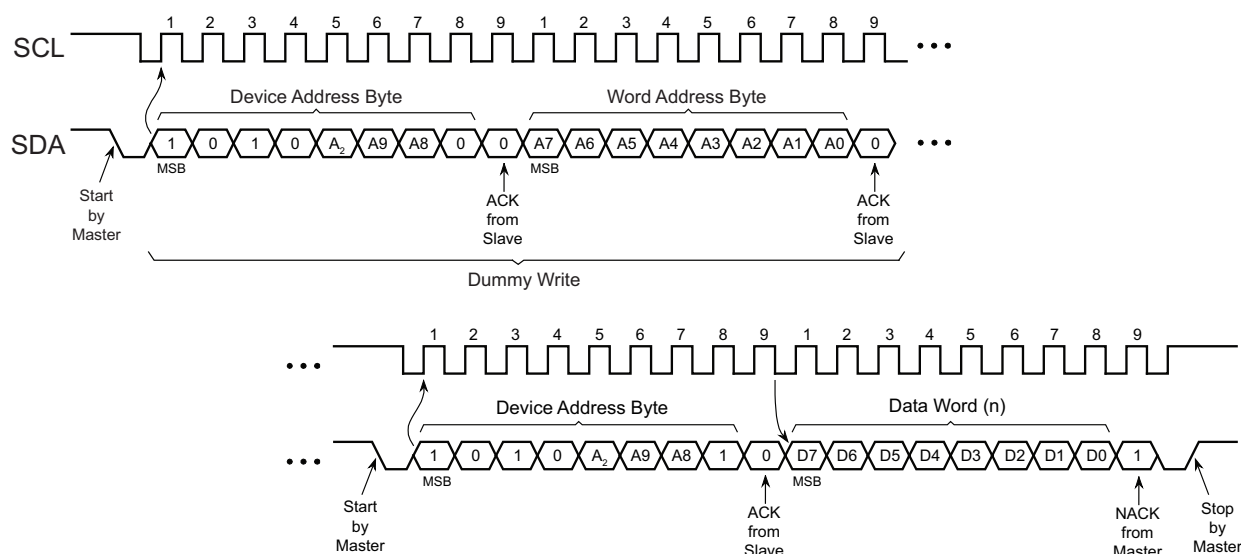 1 2 3 4 5 6 7 8 9 1 2 3 4 5 6 7 8 9
SCL
Device Address Byte Word Address Byte
SDA 1 0 1 0 A2 A9 A8 0 0 A7 A6 A5 A4 A3 A2 A1 A0 0
MSB MSB
Start
by
Master
ACK
from
Slave
ACK
from
Slave
Dummy Write
1 2 3 4 5 6 7 8 9 1 2 3 4 5 6 7 8 9
Device Address Byte Data Word (n)
1 0 1 0 A2 A9 A8 1 0 D7 D6 D5 D4 D3 D2 D1 D0 1
MSB MSB
Start
by
Master
ACK
from
Slave
NACK
from
Master
Stop
by
Master